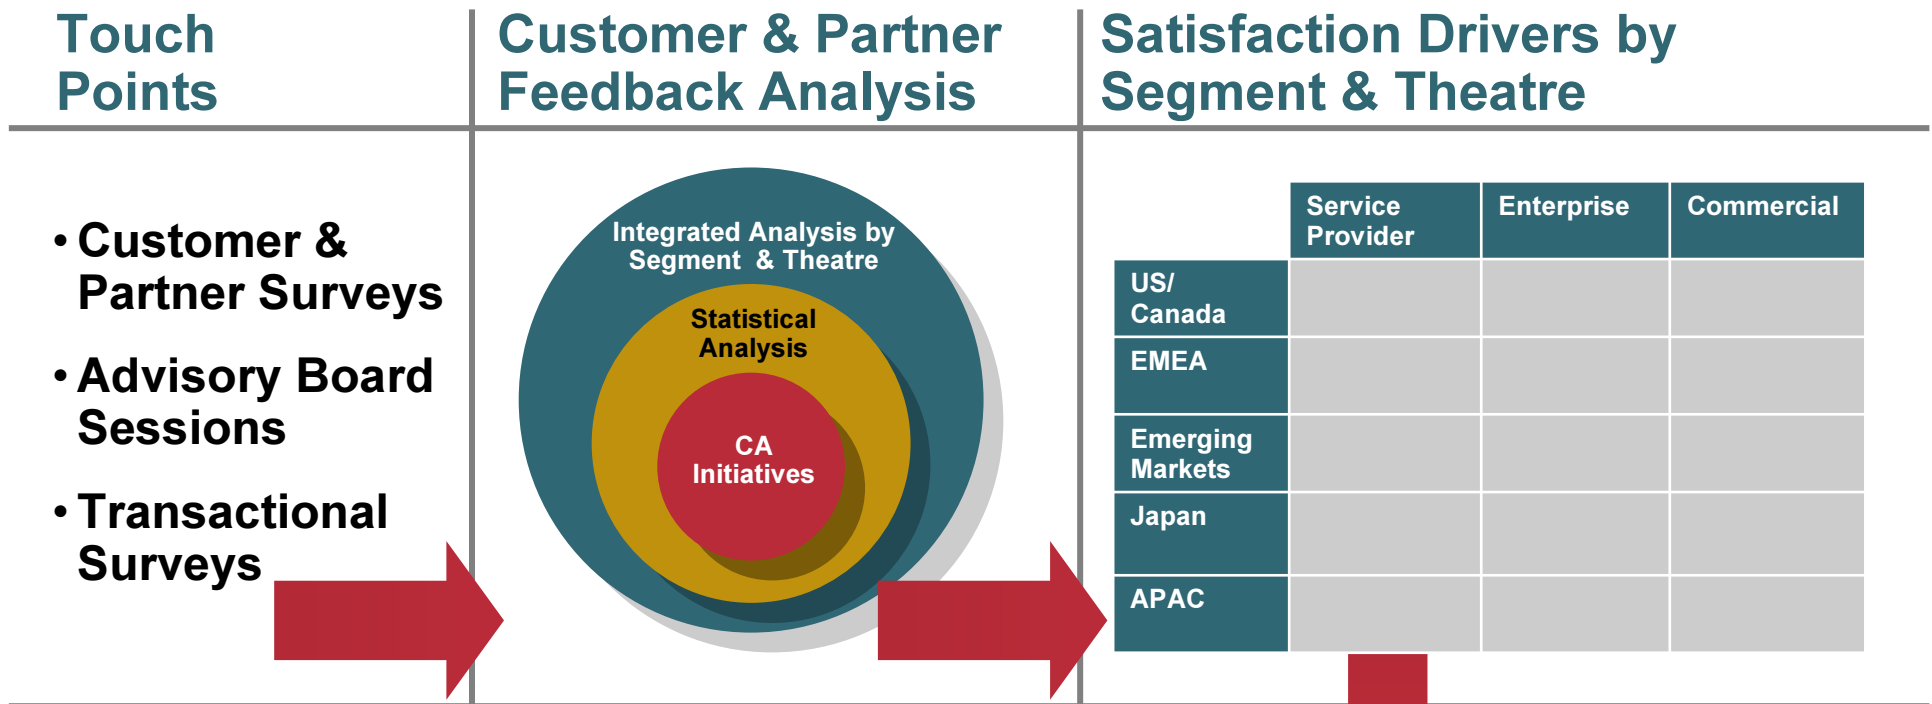 Touch
Points
Customer & Partner
Feedback Analysis
Satisfaction Drivers by
Segment & Theatre
• Customer &
Partner Surveys
• Advisory Board
Sessions
• Transactional
Surveys
Integrated Analysis by
Segment & Theatre
Statistical
Analysis
CA
Initiatives
Service
Provider
Enterprise
Commercial
US/
Canada
EMEA
Emerging
Markets
Japan
APAC